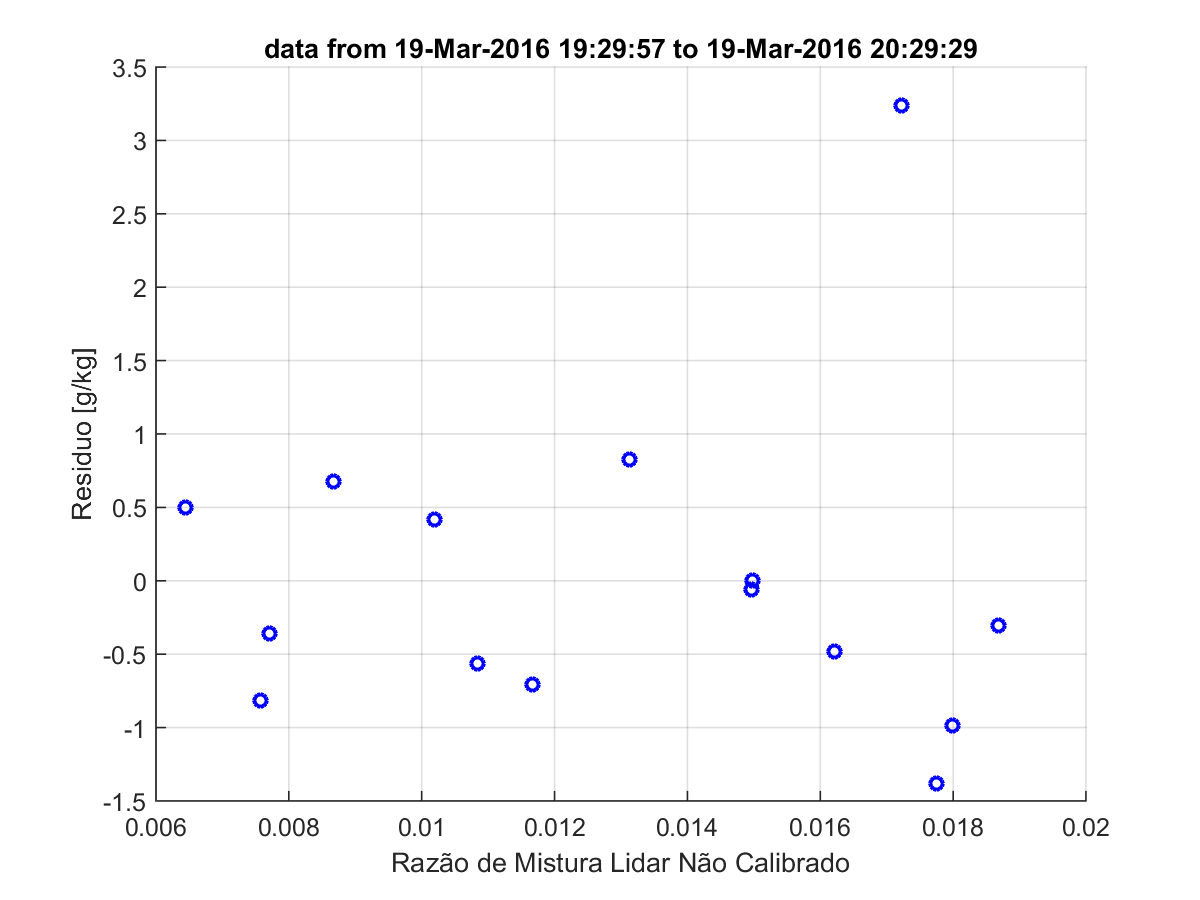 data from 19-Mar-2016 19:29:57 to 19-Mar-2016 20:29:29
3.5
3
2.5
2
1.5
1
0.5
0
-0.5
-1
-1.5
Residuo [g/kg]
0.006 0.008 0.01 0.012 0.014 0.016 0.018 0.02
Razão de Mistura Lidar Não Calibrado